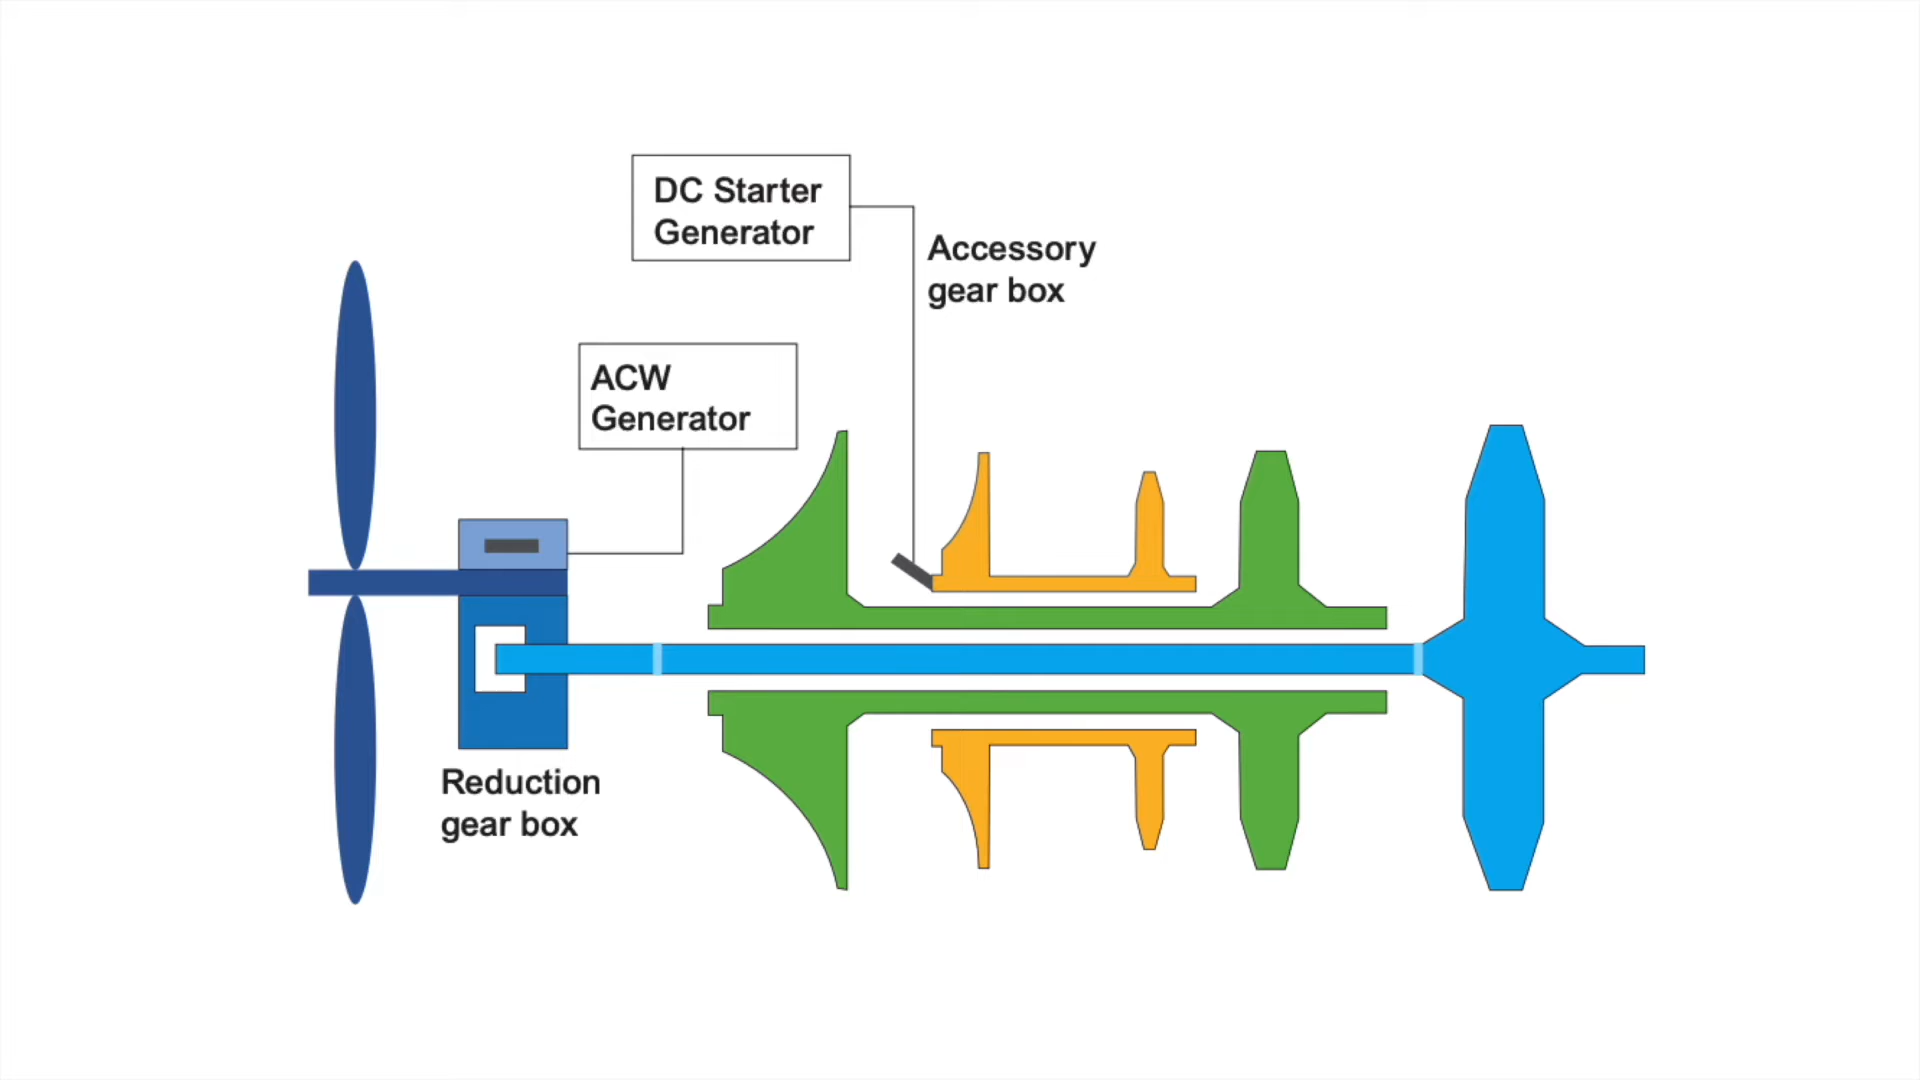 DC Starter
Generator
Accessory
gear box
ACW
Generator
Reduction
gear box